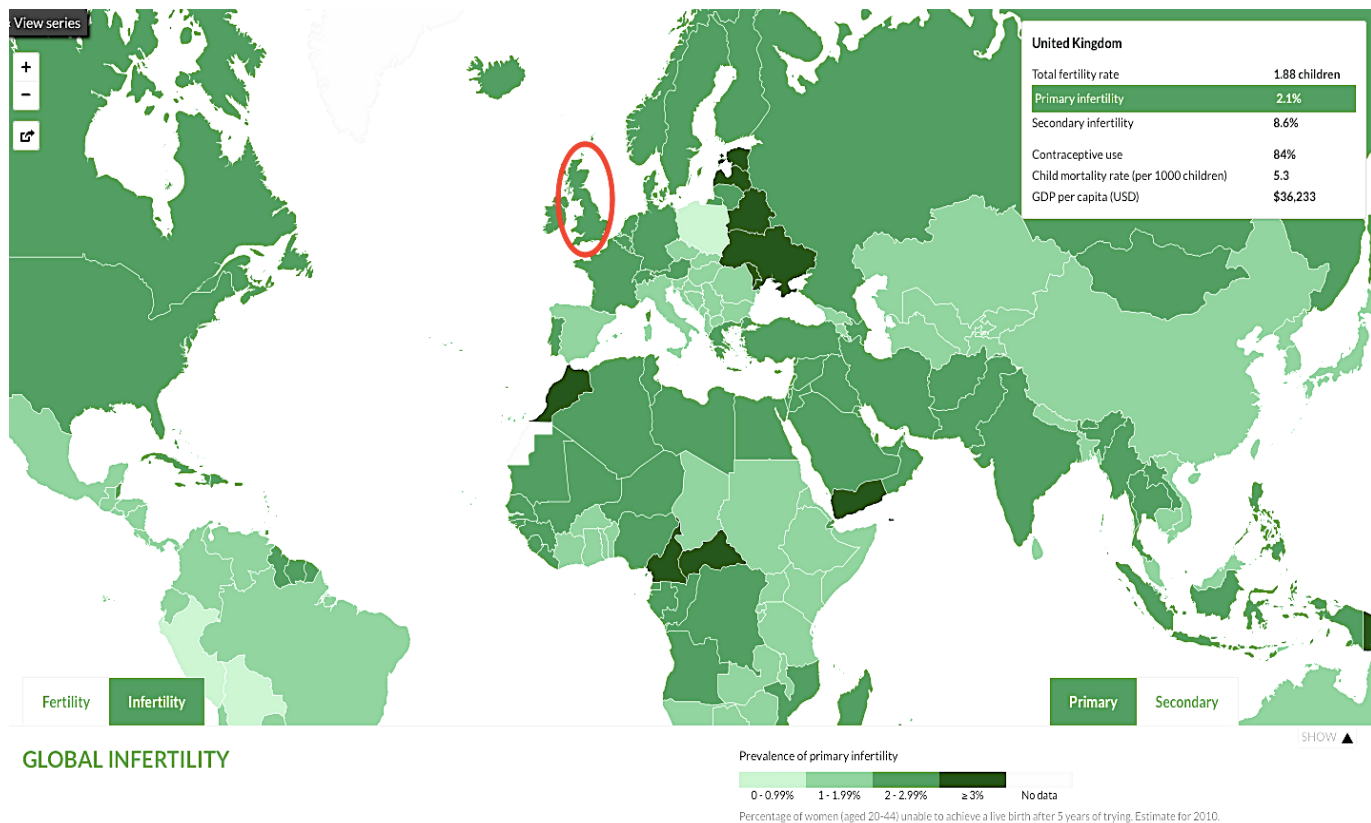 View series
+
−
United Kingdom
Total fertility rate 1.88 children
Primary infertility 2.1%
Secondary infertility 8.6%
Contraceptive use 84%
Child mortality rate (per 1000 children) 5.3
GDP per capita (USD) $36,233
Fertility Infertility
Primary Secondary
SHOW ▲
GLOBAL INFERTILITY
Prevalence of primary infertility
0 - 0.99% 1 - 1.99% 2 - 2.99% ≥ 3% No data
Percentage of women (aged 20-44) unable to achieve a live birth after 5 years of trying. Estimate for 2010.